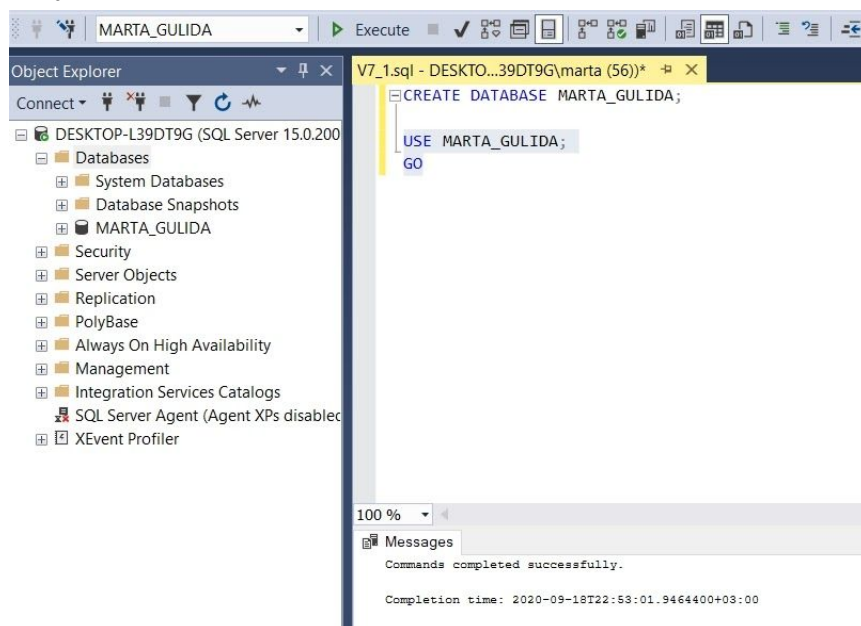 MARTA_GULIDA
Execute
Object Explorer
V7_1.sql - DESKTO...39DT9G\marta (56))*
Connect
DESKTOP-L39DT9G (SQL Server 15.0.200
Databases
System Databases
Database Snapshots
MARTA_GULIDA
Security
Server Objects
Replication
PolyBase
Always On High Availability
Management
Integration Services Catalogs
SQL Server Agent (Agent XPs disabled
XEvent Profiler
CREATE DATABASE MARTA_GULIDA;
USE MARTA_GULIDA;
GO
100 %
Messages
Commands completed successfully.
Completion time: 2020-09-18T22:53:01.9464400+03:00